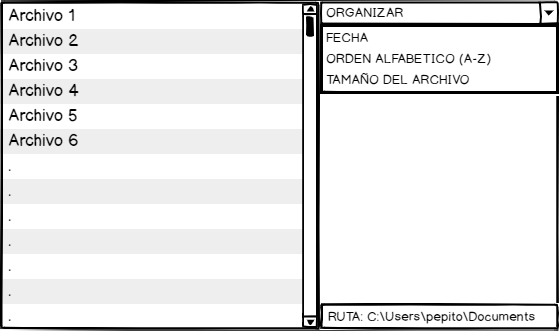 Archivo 1
Archivo 2
Archivo 3
Archivo 4
Archivo 5
Archivo 6
.
.
.
.
.
.
.
ORGANIZAR
FECHA
ORDEN ALFABETICO (A-Z)
TAMAÑO DEL ARCHIVO
RUTA: C:\Users\pepito\Documents